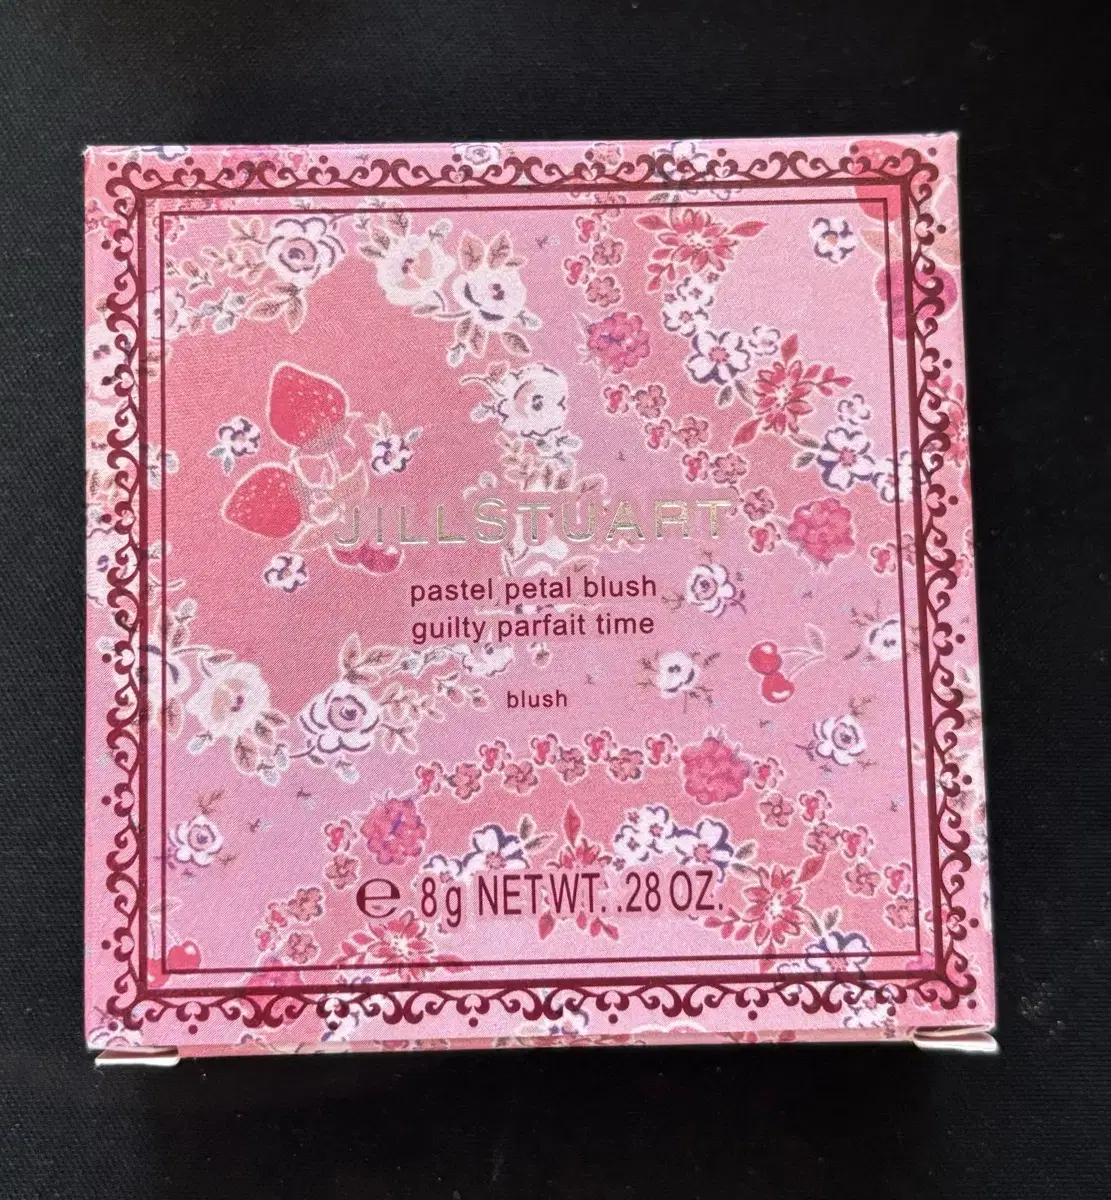 JILLSTUART
pastel petal blush
guilty parfait time
blush
℮ 8g NET WT. .28 OZ.